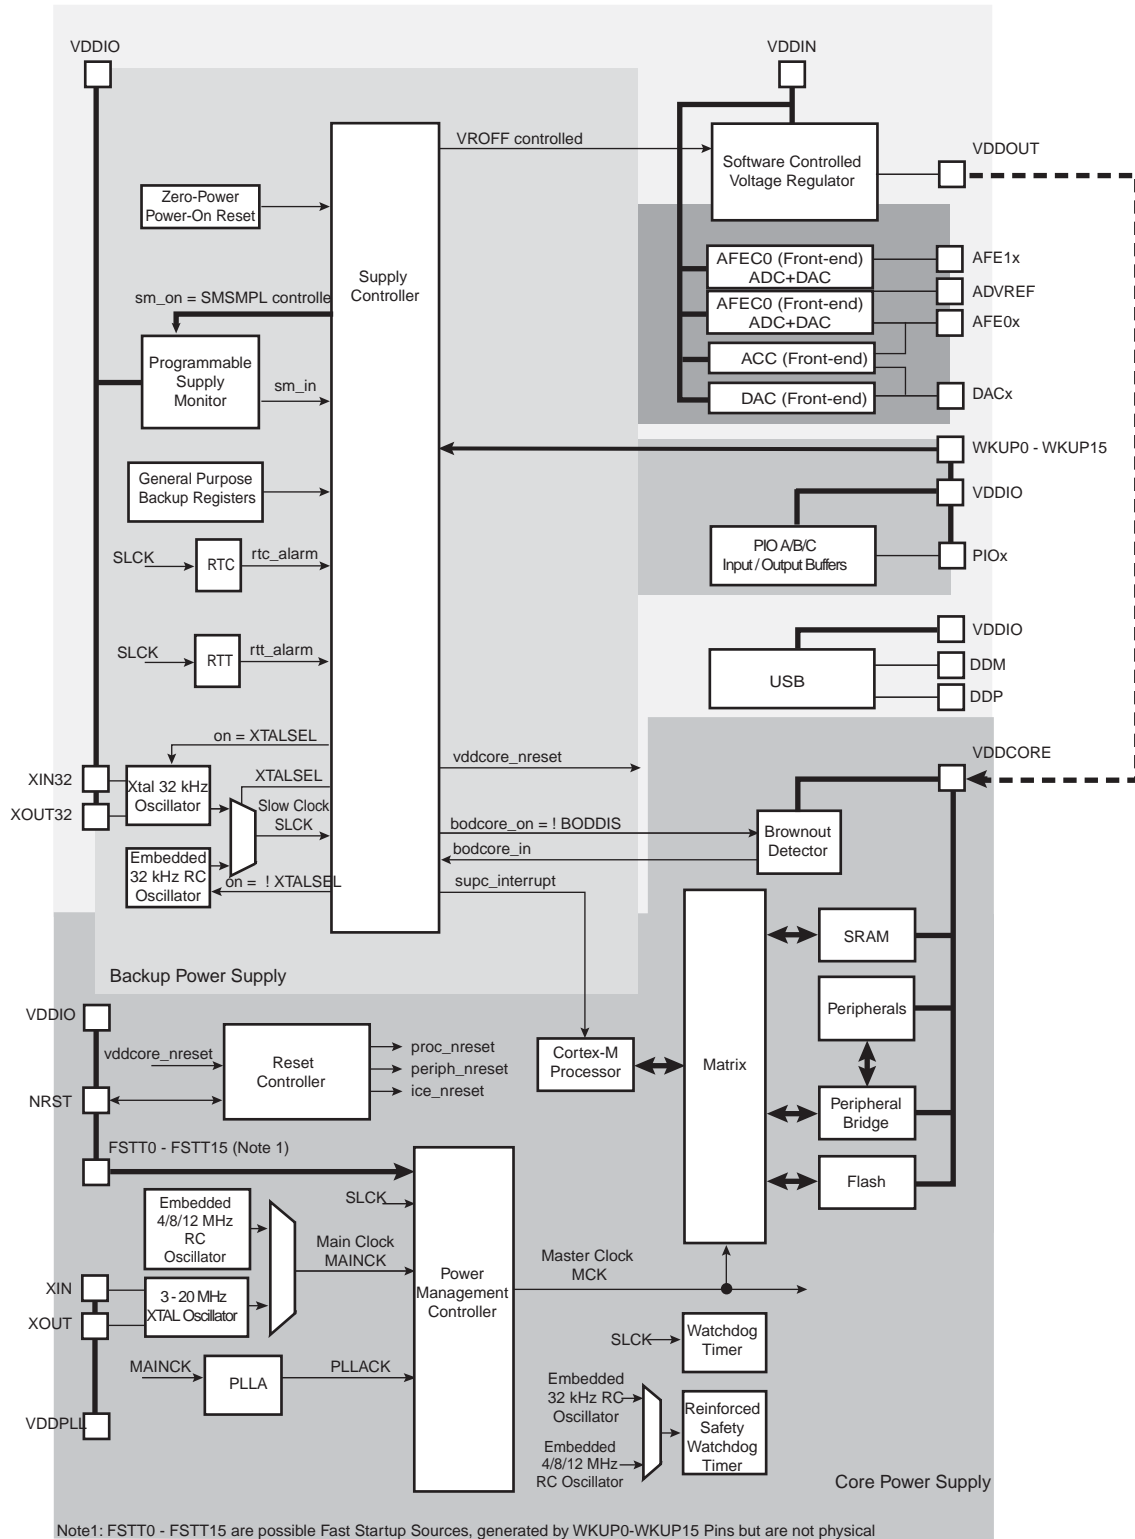 VDDIO
VDDIN
VROFF controlled
Software Controlled
Voltage Regulator
VDDOUT
Zero-Power
Power-On Reset
Supply
Controller
AFEC0 (Front-end)
ADC+DAC
AFE1x
ADVREF
AFEC0 (Front-end)
ADC+DAC
AFE0x
sm_on = SMSMPL controlle
Programmable
Supply
Monitor
sm_in
ACC (Front-end)
DAC (Front-end)
DACx
WKUP0 - WKUP15
General Purpose
Backup Registers
VDDIO
PIO A/B/C
Input / Output Buffers
PIOx
SLCK
RTC
rtc_alarm
SLCK
RTT
rtt_alarm
VDDIO
USB
DDM
DDP
on = XTALSEL
vddcore_nreset
VDDCORE
XIN32
Xtal 32 kHz
Oscillator
XTALSEL
XOUT32
Slow Clock
SLCK
bodcore_on = ! BODDIS
Brownout
Detector
bodcore_in
Embedded
32 kHz RC
Oscillator
on = ! XTALSEL
supc_interrupt
SRAM
Backup Power Supply
VDDIO
Peripherals
vddcore_nreset
Reset
Controller
proc_nreset
periph_nreset
ice_nreset
Cortex-M
Processor
Matrix
NRST
Peripheral
Bridge
FSTT0 - FSTT15 (Note 1)
Flash
Embedded
4/8/12 MHz
RC
Oscillator
SLCK
Main Clock
MAINCK
Power
Management
Controller
Master Clock
MCK
XIN
3 - 20 MHz
XTAL Oscillator
XOUT
SLCK
Watchdog
Timer
MAINCK
PLLA
PLLACK
Embedded
32 kHz RC
Oscillator
Reinforced
Safety
Watchdog
Timer
VDDPLL
Embedded
4/8/12 MHz
RC Oscillator
Core Power Supply
Note1: FSTT0 - FSTT15 are possible Fast Startup Sources, generated by WKUP0-WKUP15 Pins but are not physical